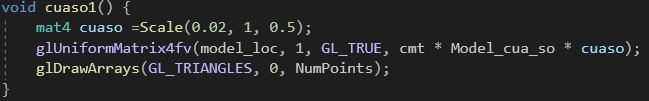 void cuaso1() {
mat4 cuaso =Scale(0.02, 1, 0.5);
glUniformMatrix4fv(model_loc, 1, GL_TRUE, cmt * Model_cua_so * cuaso);
glDrawArrays(GL_TRIANGLES, 0, NumPoints);
}